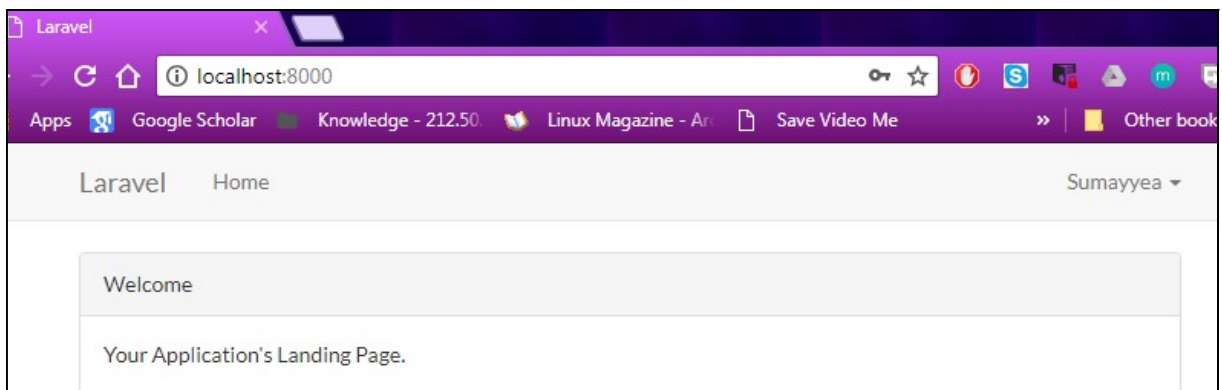 Laravel
localhost:8000
Apps Google Scholar Knowledge - 212.50. Linux Magazine - Ar Save Video Me » Other book
Laravel Home Sumayyea
Welcome
Your Application's Landing Page.